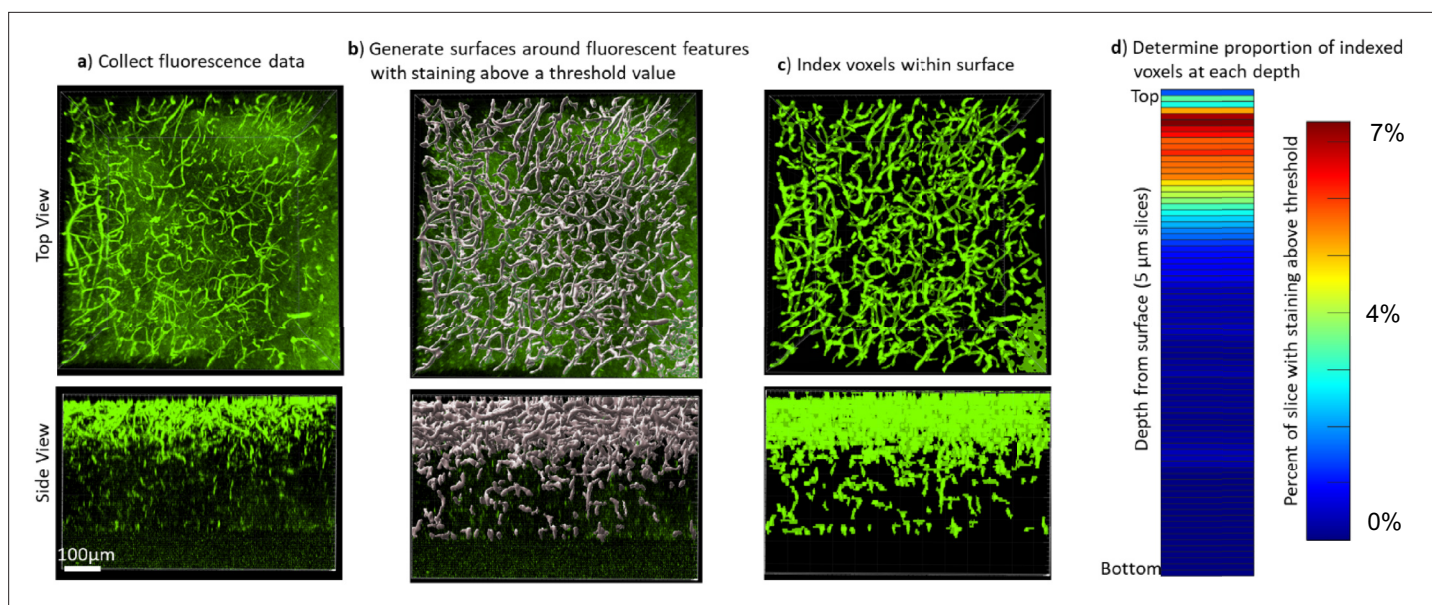 a) Collect fluorescence data
b) Generate surfaces around fluorescent features
with staining above a threshold value
c) Index voxels within surface
d) Determine proportion of indexed
voxels at each depth
Top View
Side View
100µm
Top
Bottom
Depth from surface (5 µm slices)
Percent of slice with staining above threshold
7%
4%
0%